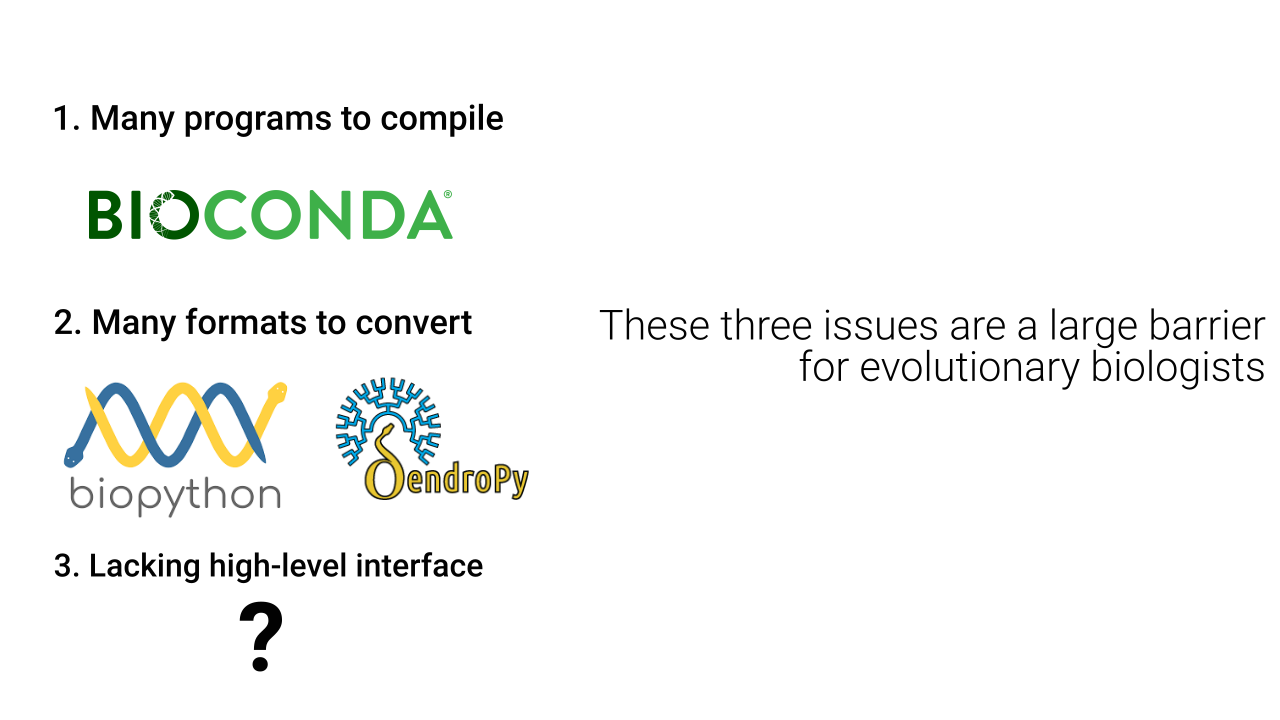 1. Many programs to compile
BIOCONDA®
2. Many formats to convert
These three issues are a large barrier
for evolutionary biologists
biopython
DendroPy
3. Lacking high-level interface
?